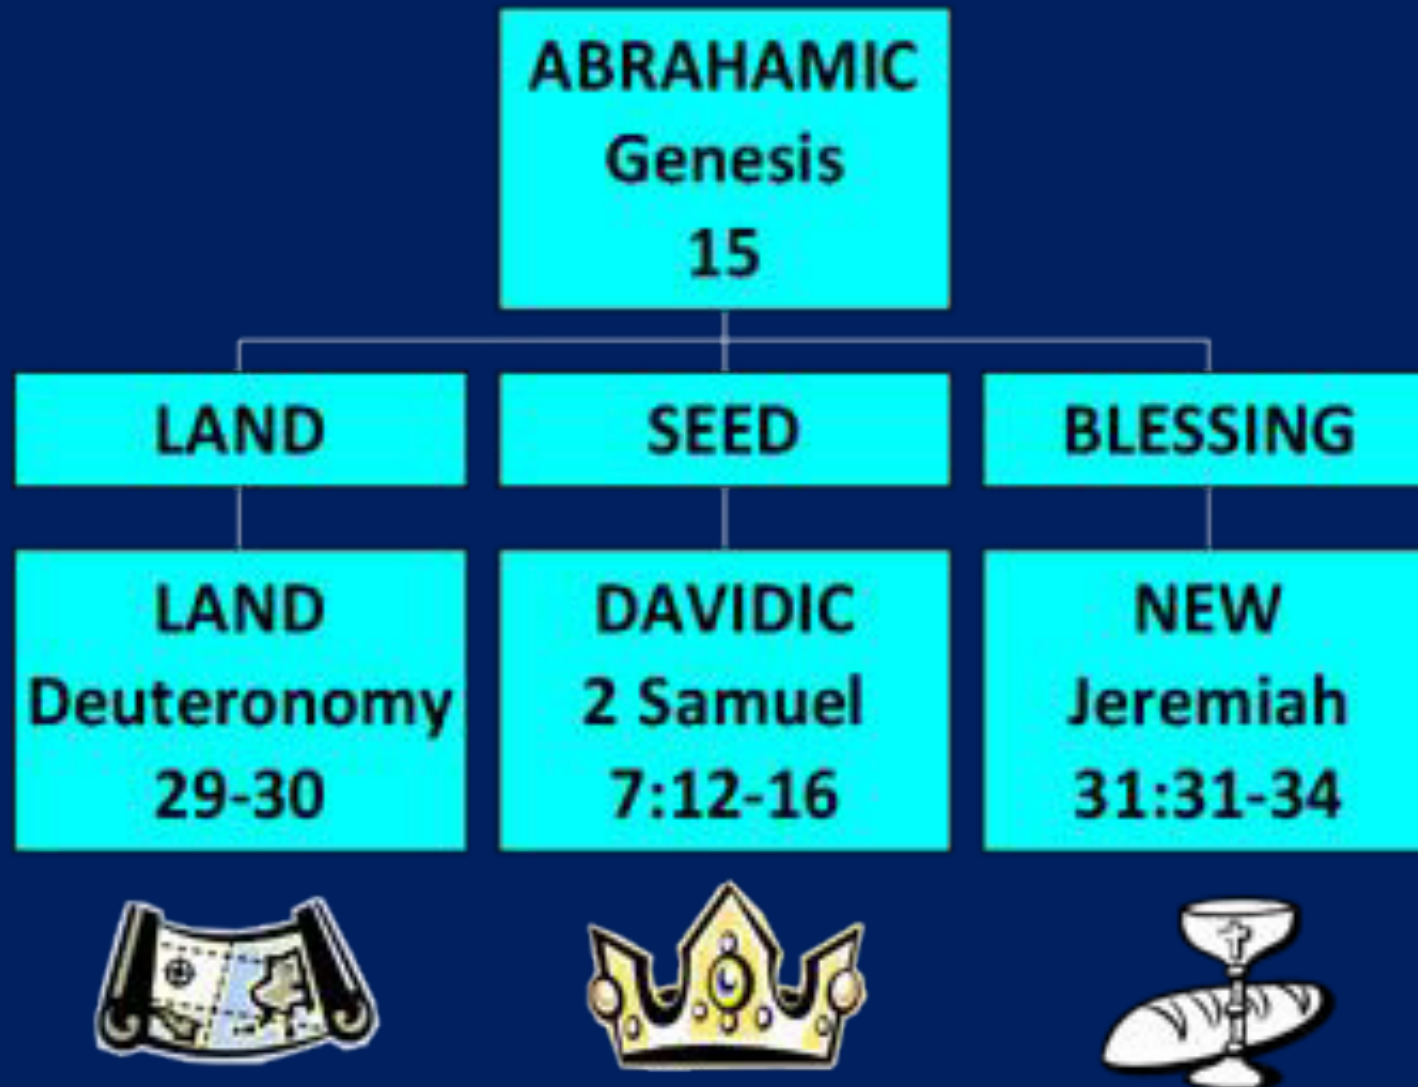 ABRAHAMIC
Genesis
15
LAND
SEED
BLESSING
LAND
Deuteronomy
29-30
DAVIDIC
2 Samuel
7:12-16
NEW
Jeremiah
31:31-34